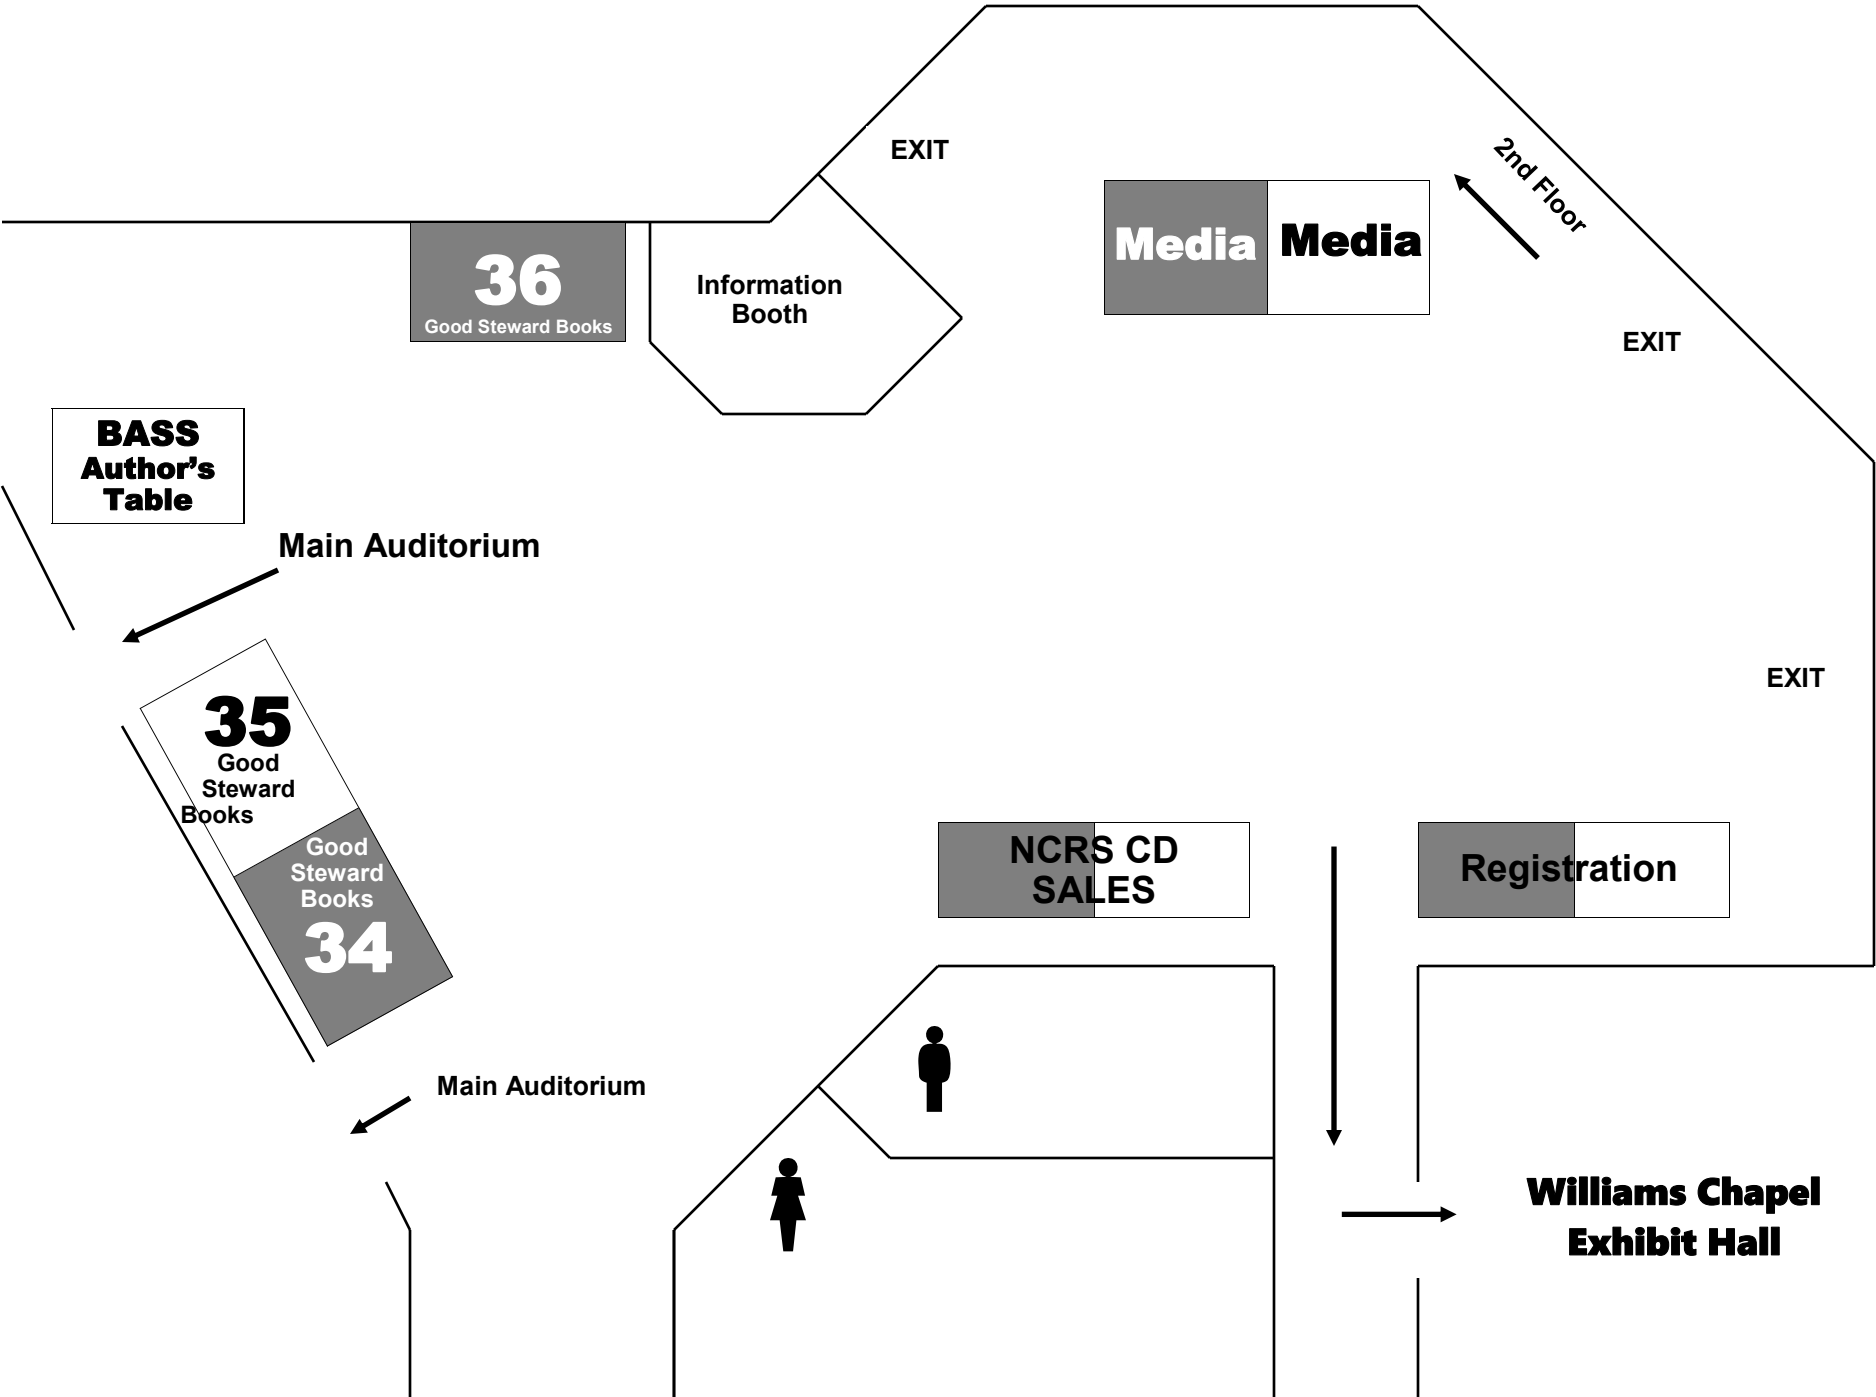 EXIT
2nd Floor
Media
Media
36
Good Steward Books
Information
Booth
EXIT
BASS
Author’s
Table
Main Auditorium
EXIT
35
Good
Steward
Books
Good
Steward
Books
34
NCRS CD
SALES
Registration
Main Auditorium
Williams Chapel
Exhibit Hall